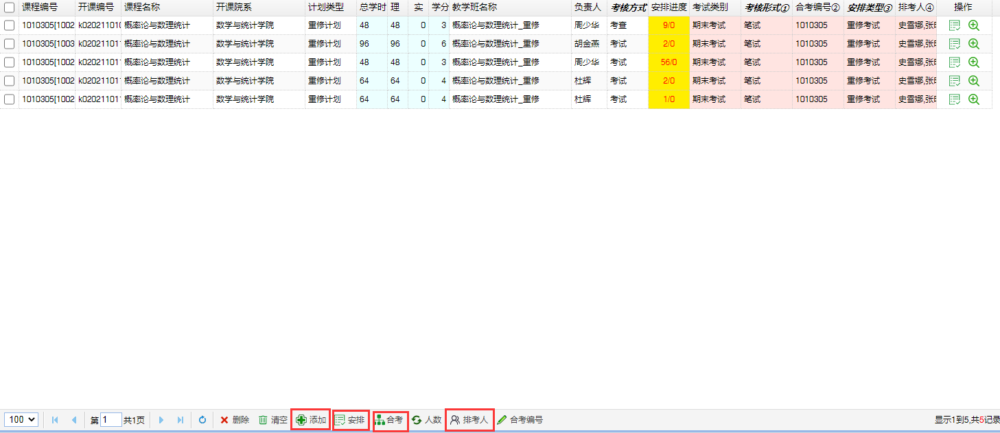 课程编号 开课编号 课程名称 开课院系 计划类型 总学时 理 实 学分 教学班名称 负责人 考核方式 安排进度 考试类别 考核形式① 合考编号② 安排类型③ 排考人④ 操作
1010305[1002 k02021101 概率论与数理统计 数学与统计学院 重修计划 48 48 0 3 概率论与数理统计_重修 周少华 考查 9/0 期末考试 笔试 1010305 重修考试 史雪娜,张
1010305[1003 k02021101 概率论与数理统计 数学与统计学院 重修计划 96 96 0 6 概率论与数理统计_重修 胡金燕 考试 2/0 期末考试 笔试 1010305 重修考试 史雪娜,张
1010305[1002 k02021101 概率论与数理统计 数学与统计学院 重修计划 48 48 0 3 概率论与数理统计_重修 周少华 考试 56/0 期末考试 笔试 1010305 重修考试 史雪娜,张
1010305[1002 k02021101 概率论与数理统计 数学与统计学院 重修计划 64 64 0 4 概率论与数理统计_重修 杜辉 考试 2/0 期末考试 笔试 1010305 重修考试 史雪娜,张
1010305[1002 k02021101 概率论与数理统计 数学与统计学院 重修计划 64 64 0 4 概率论与数理统计_重修 杜辉 考试 1/0 期末考试 笔试 1010305 重修考试 史雪娜,张
100 第 1 共1页 删除 清空 添加 安排 合考 人数 排考人 合考编号 显示1到5,共5记录